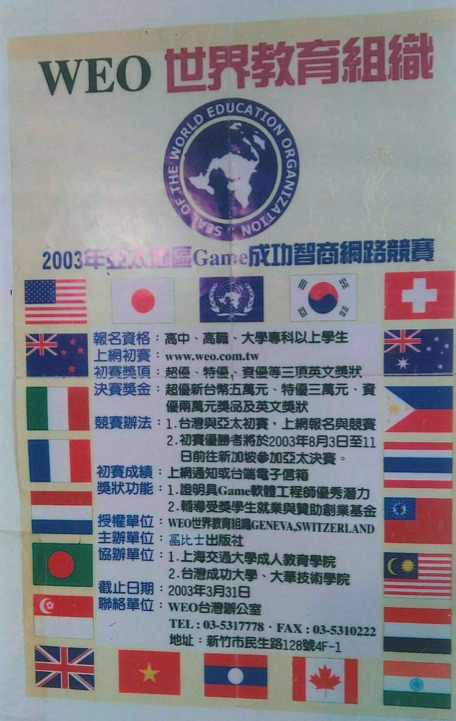 WEO 世界教育組織
SEAL OF THE WORLD EDUCATION ORGANIZATION
2003年亞太地區Game成功智商網路競賽
報名資格：高中、高職、大學專科以上學生
上網初賽：www.weo.com.tw
初賽獎項：超優、特優、資優等三項英文獎狀
決賽獎金：超優新台幣五萬元、特優三萬元、資
優兩萬元獎品及英文獎狀
競賽辦法：1.台灣與亞太初賽，上網報名與競賽
2.初賽優勝者將於2003年8月3日至11
日前往新加坡參加亞太決賽。
初賽成績：上網通知或台端電子信箱
獎狀功能：1.證明具Game軟體工程師優秀潛力
2.輔導受獎學生就業與贊助創業基金
授權單位：WEO世界教育組織GENEVA,SWITZERLAND
主辦單位：富比士出版社
協辦單位：1.上海交通大學成人教育學院
2.台灣成功大學、大華技術學院
截止日期：2003年3月31日
聯絡單位：WEO台灣辦公室
TEL：03-5317778．FAX：03-5310222
地址：新竹市民生路128號4F-1